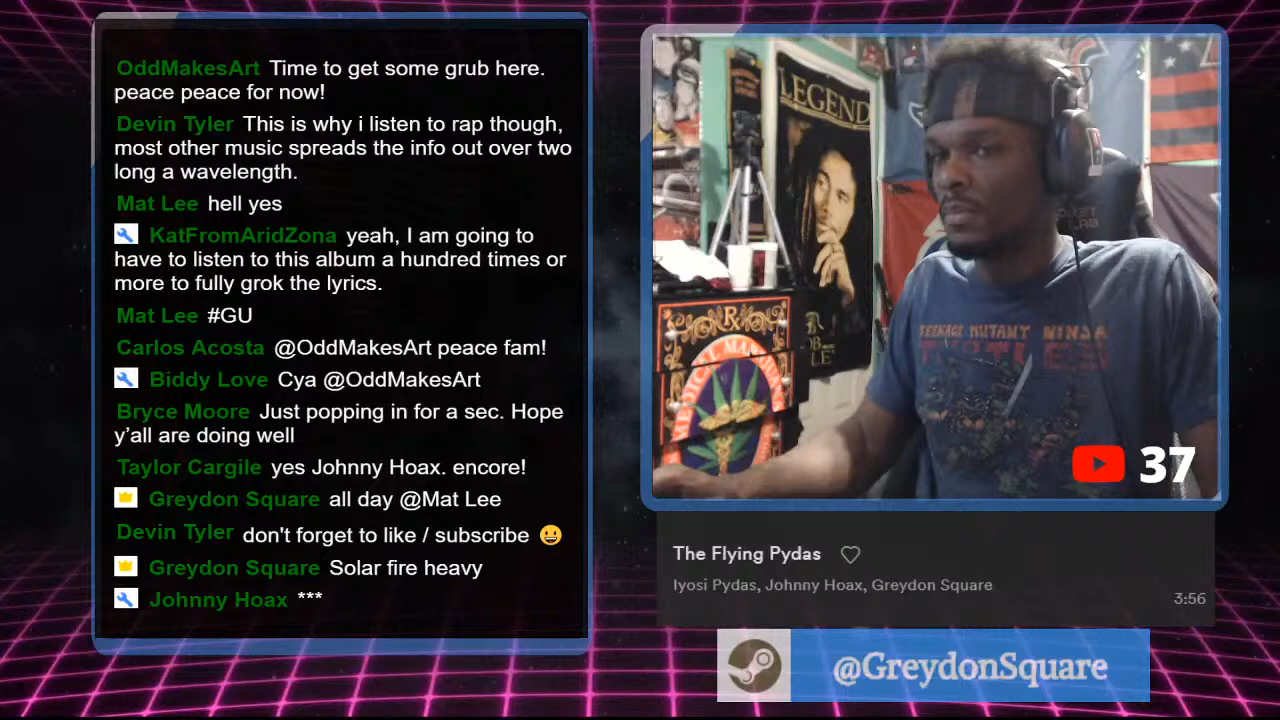 OddMakesArt Time to get some grub here.
peace peace for now!
Devin Tyler This is why i listen to rap though,
most other music spreads the info out over two
long a wavelength.
Mat Lee hell yes
KatFromAridZona yeah, I am going to
have to listen to this album a hundred times or
more to fully grok the lyrics.
Mat Lee #GU
Carlos Acosta @OddMakesArt peace fam!
Biddy Love Cya @OddMakesArt
Bryce Moore Just popping in for a sec. Hope
y'all are doing well
Taylor Cargile yes Johnny Hoax. encore!
Greydon Square all day @Mat Lee
Devin Tyler don't forget to like / subscribe 😀
Greydon Square Solar fire heavy
Johnny Hoax ***
LEGEND
Rx
MEDICAL
TEENAGE MUTANT NINJA
TURTLES
37
The Flying Pydas
Iyosi Pydas, Johnny Hoax, Greydon Square
3:56
@GreydonSquare